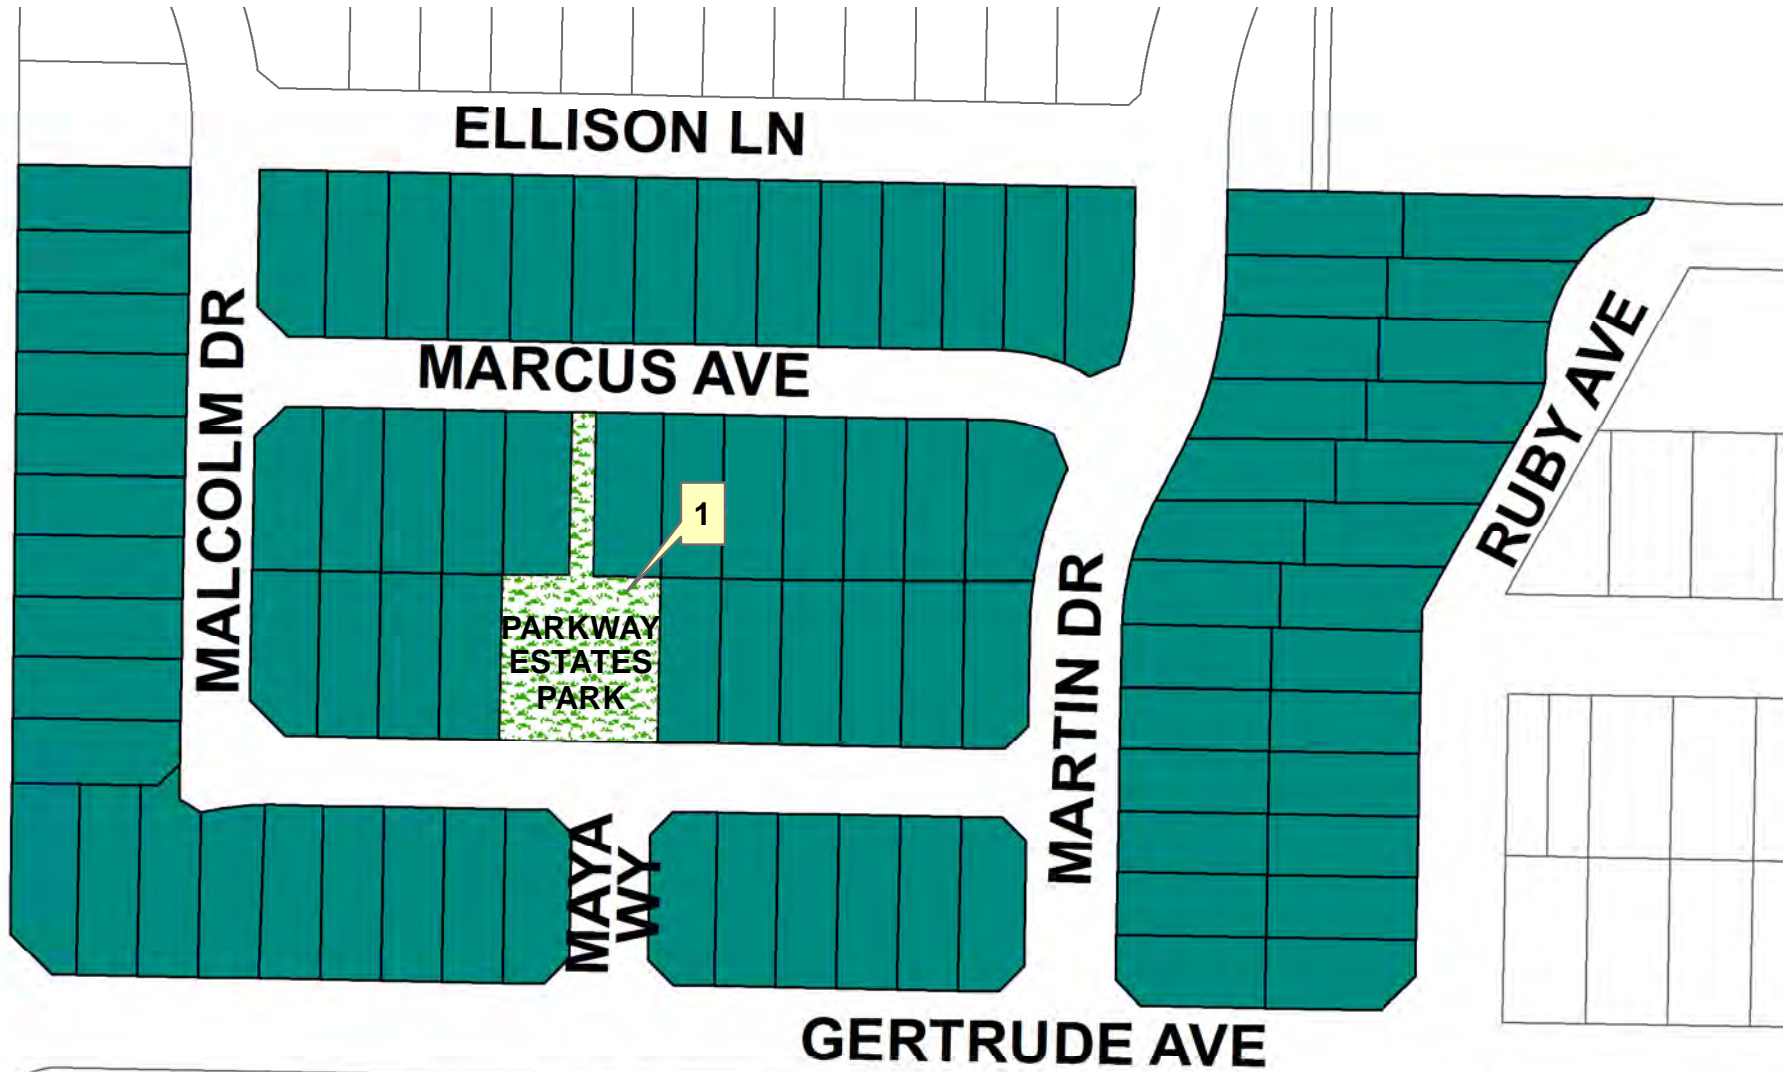 ELLISON LN
MALCOLM DR
MARCUS AVE
RUBY AVE
1
PARKWAY
ESTATES
PARK
MARTIN DR
MAYA
WY
GERTRUDE AVE